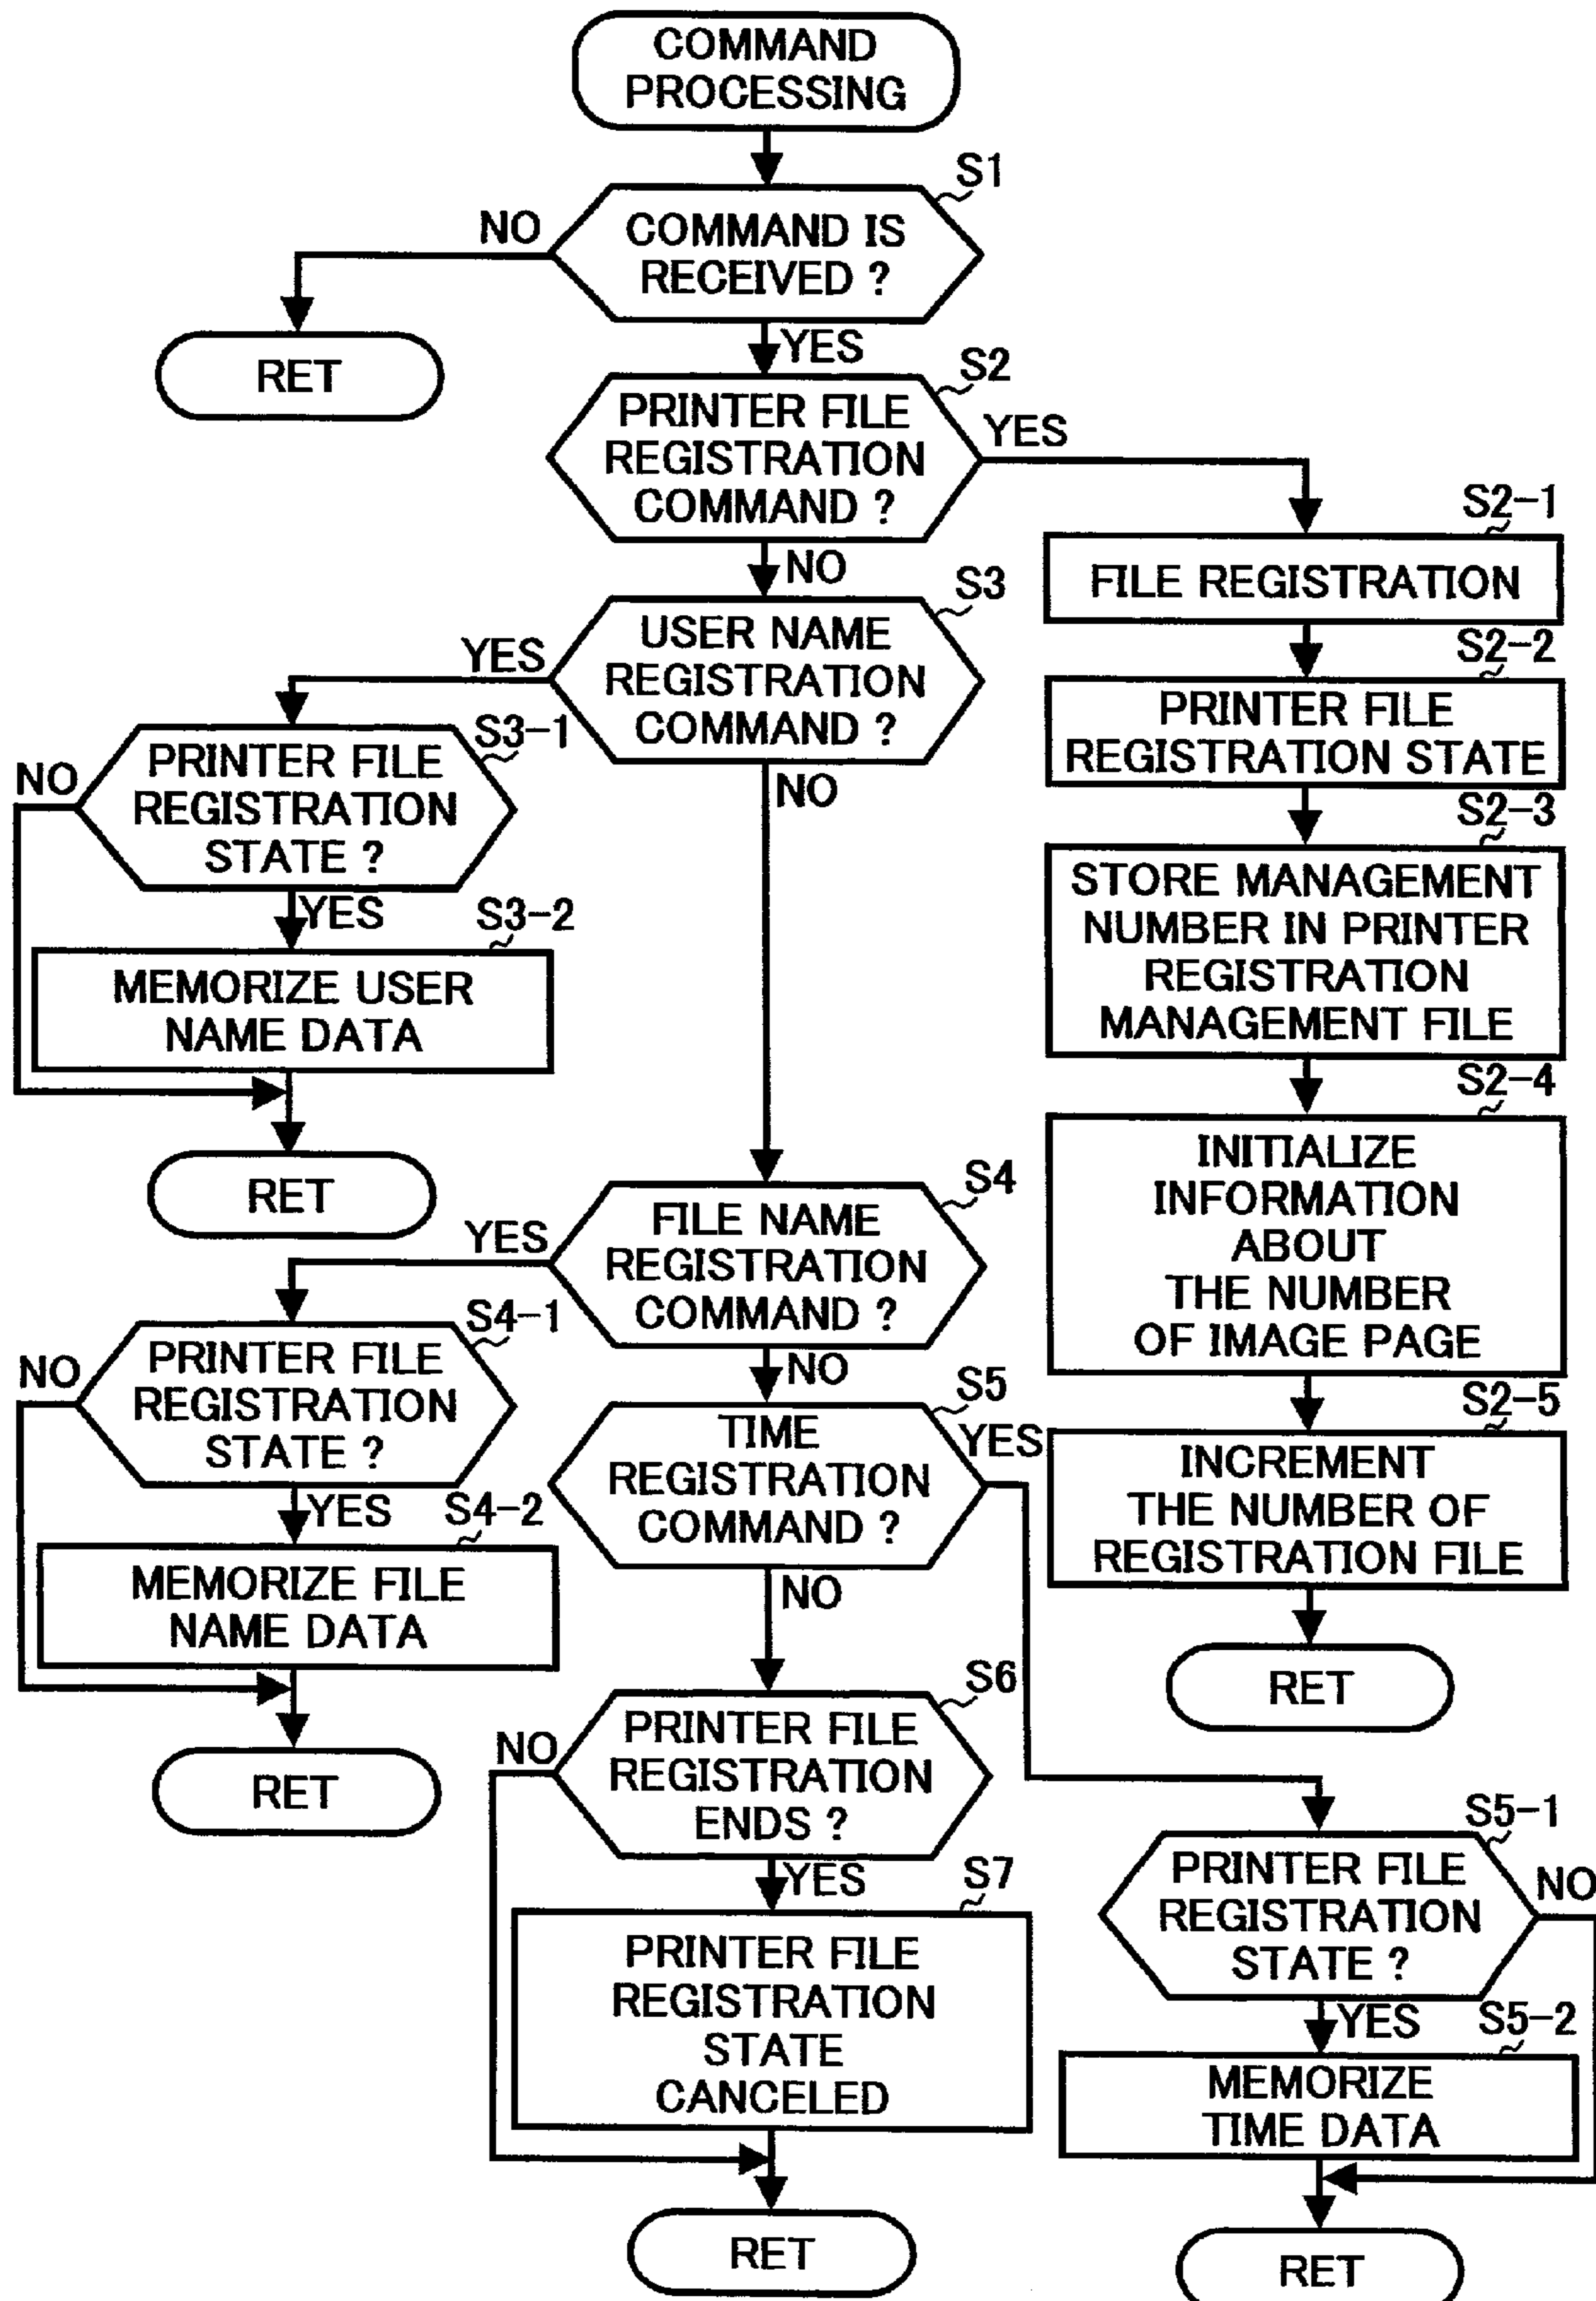 COMMAND
PROCESSING
S1
COMMAND IS
RECEIVED ?
NO
RET
YES
S2
PRINTER FILE
REGISTRATION
COMMAND ?
YES
S2-1
FILE REGISTRATION
S2-2
PRINTER FILE
REGISTRATION STATE
S2-3
STORE MANAGEMENT
NUMBER IN PRINTER
REGISTRATION
MANAGEMENT FILE
S2-4
INITIALIZE
INFORMATION
ABOUT
THE NUMBER
OF IMAGE PAGE
S2-5
INCREMENT
THE NUMBER OF
REGISTRATION FILE
RET
NO
S3
USER NAME
REGISTRATION
COMMAND ?
YES
S3-1
PRINTER FILE
REGISTRATION
STATE ?
NO
YES
S3-2
MEMORIZE USER
NAME DATA
RET
NO
S4
FILE NAME
REGISTRATION
COMMAND ?
YES
S4-1
PRINTER FILE
REGISTRATION
STATE ?
NO
YES
S4-2
MEMORIZE FILE
NAME DATA
RET
NO
S5
TIME
REGISTRATION
COMMAND ?
YES
S5-1
PRINTER FILE
REGISTRATION
STATE ?
NO
YES
S5-2
MEMORIZE
TIME DATA
RET
NO
S6
PRINTER FILE
REGISTRATION
ENDS ?
NO
YES
S7
PRINTER FILE
REGISTRATION
STATE
CANCELED
RET